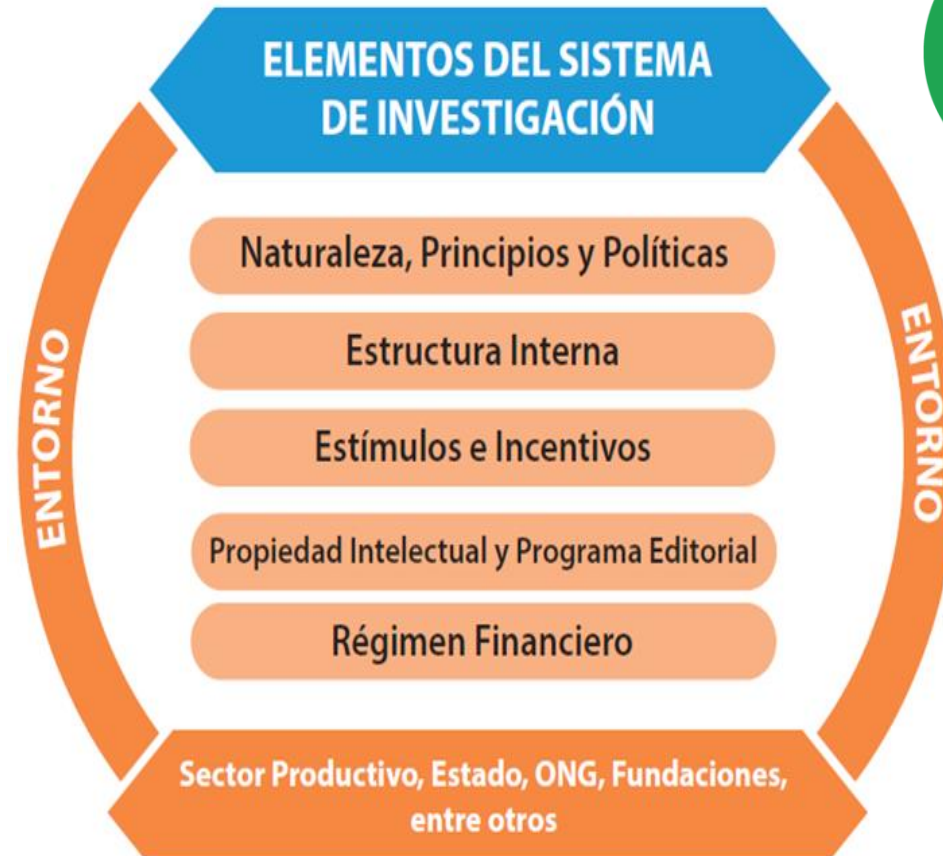 ELEMENTOS DEL SISTEMA
DE INVESTIGACIÓN
Naturaleza, Principios y Políticas
Estructura Interna
Estímulos e Incentivos
Propiedad Intelectual y Programa Editorial
Régimen Financiero
ENTORNO
ENTORNO
Sector Productivo, Estado, ONG, Fundaciones,
entre otros